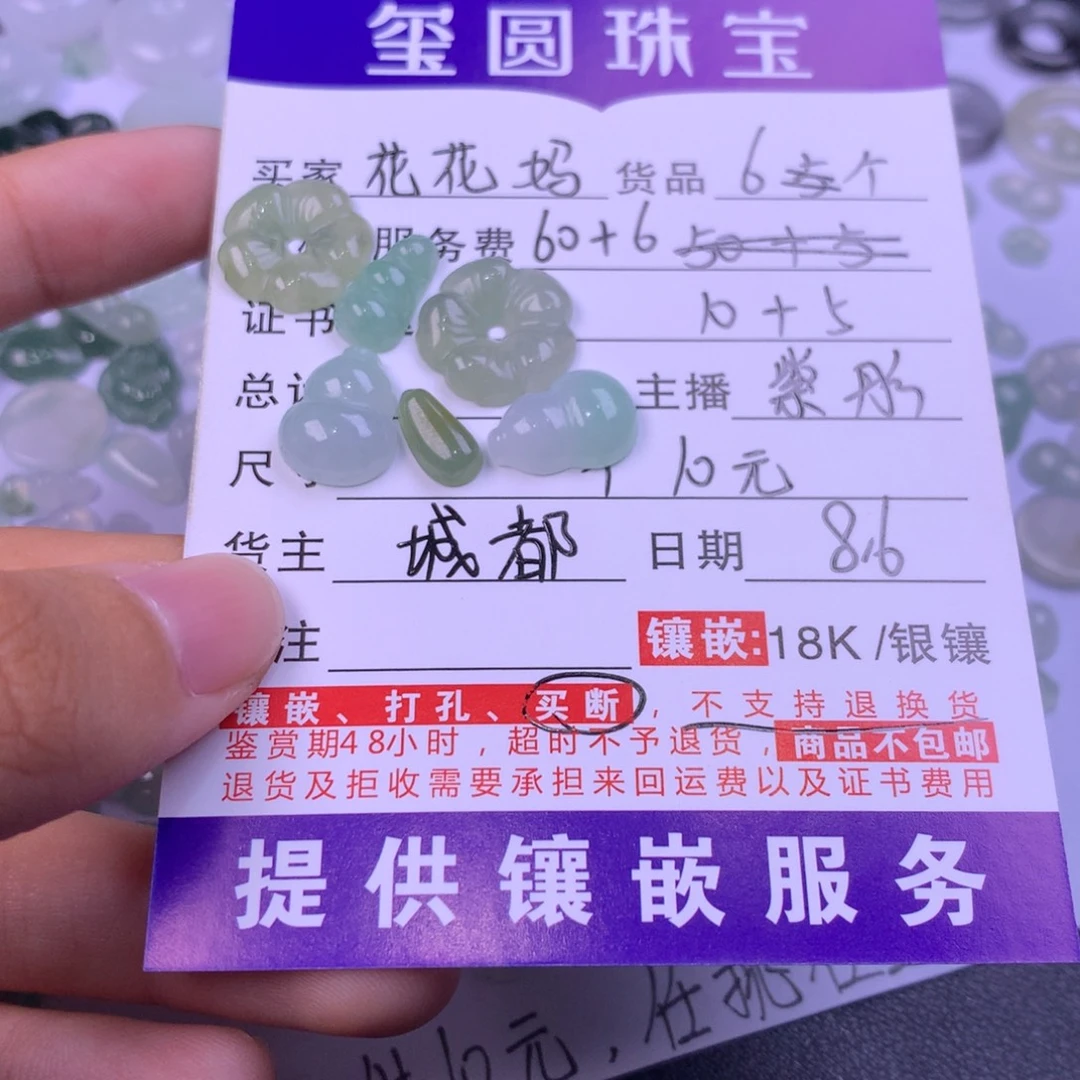 玺圆珠宝
买家 花花妈 货品 6 个
服务费 60+6 50+5
证书 10+5
总计 主播 紫彤
尺 10元
货主 城都 日期 8.6
注 镶嵌:18K /银镶
镶嵌、打孔、买断，不支持退换货
鉴赏期48小时，超时不予退货，商品不包邮
退货及拒收需要承担来回运费以及证书费用
提供镶嵌服务
10元，任挑